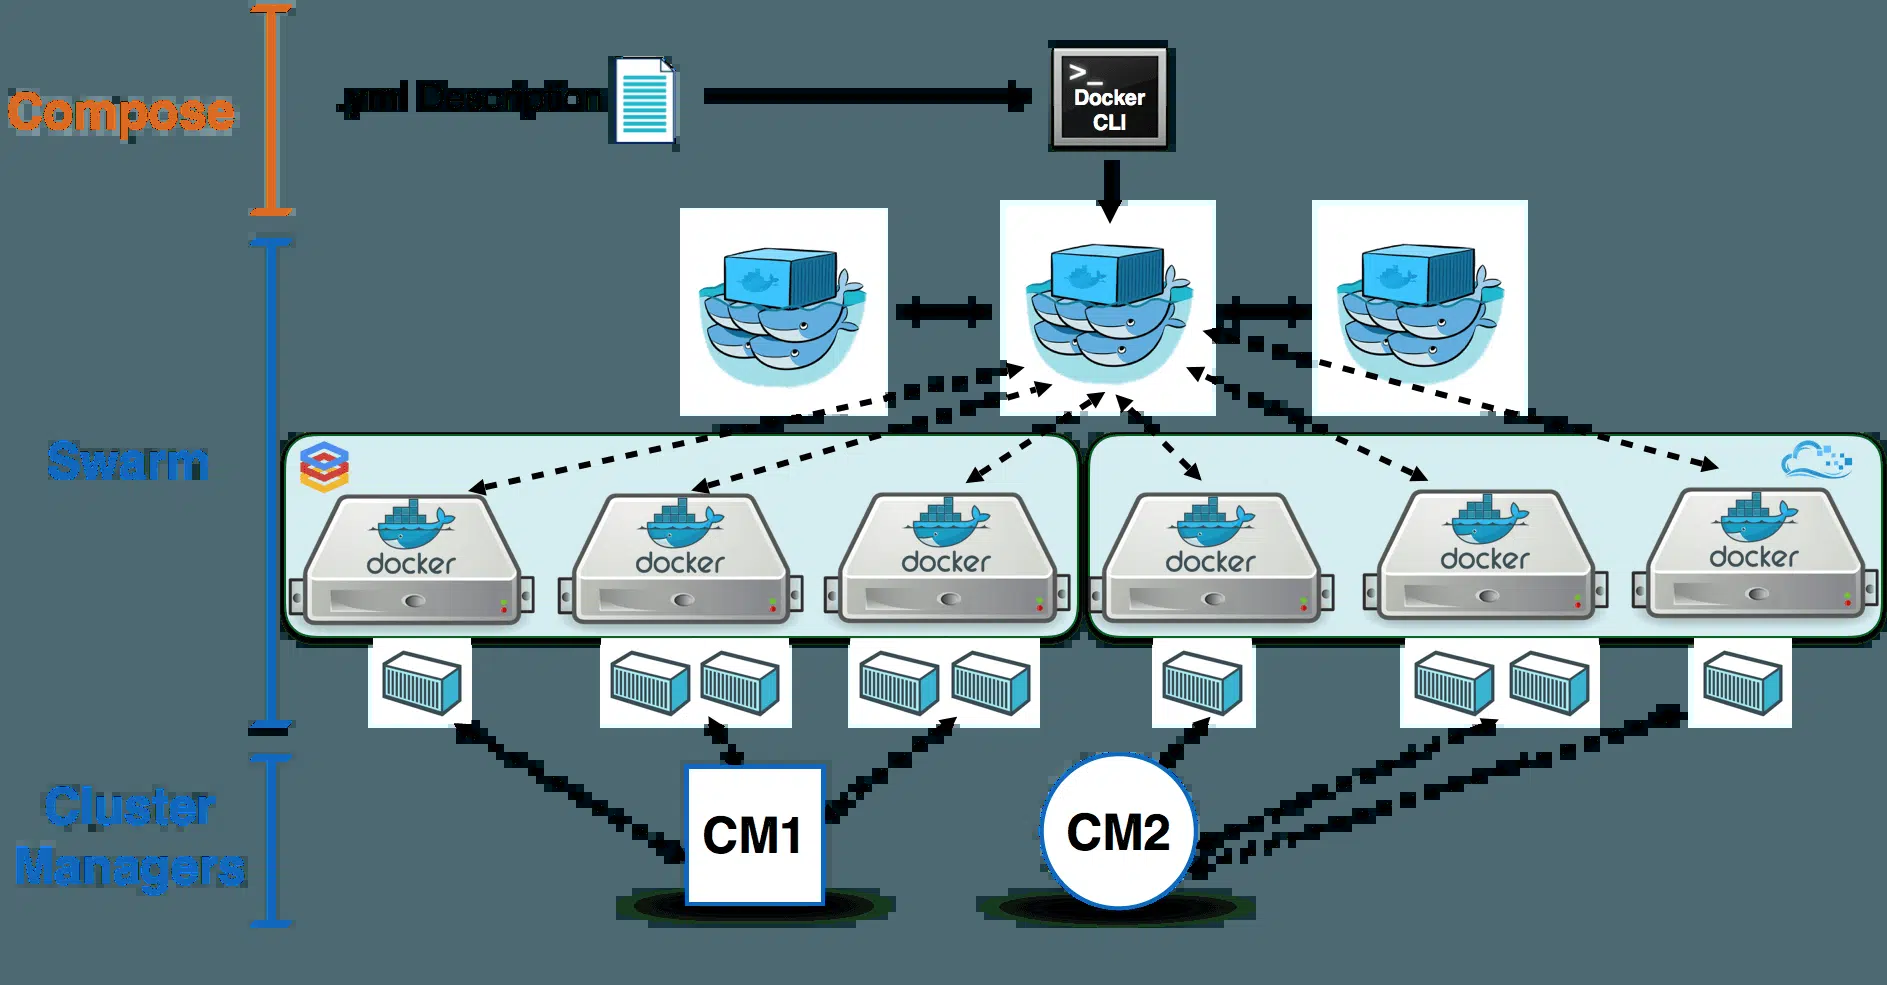 Compose
.yml Description
>_
Docker
CLI
Swarm
docker
docker
docker
docker
docker
docker
Cluster
Managers
CM1
CM2